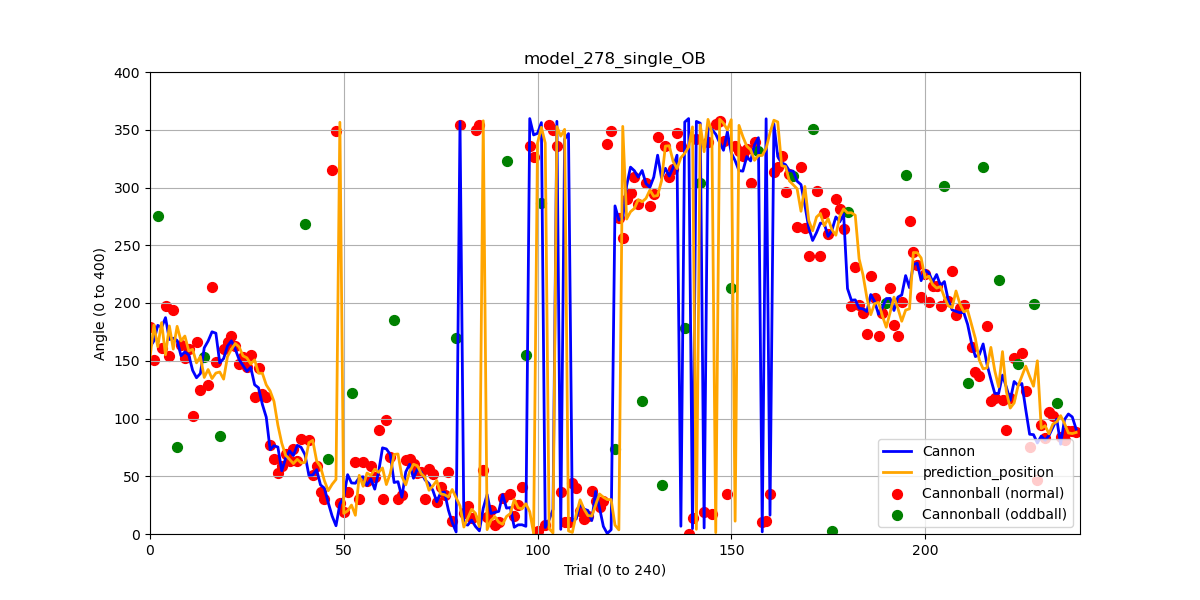 model_278_single_OB
400
350
300
250
200
150
100
50
0
Angle (0 to 400)
0
50
100
150
200
Trial (0 to 240)
Cannon
prediction_position
Cannonball (normal)
Cannonball (oddball)